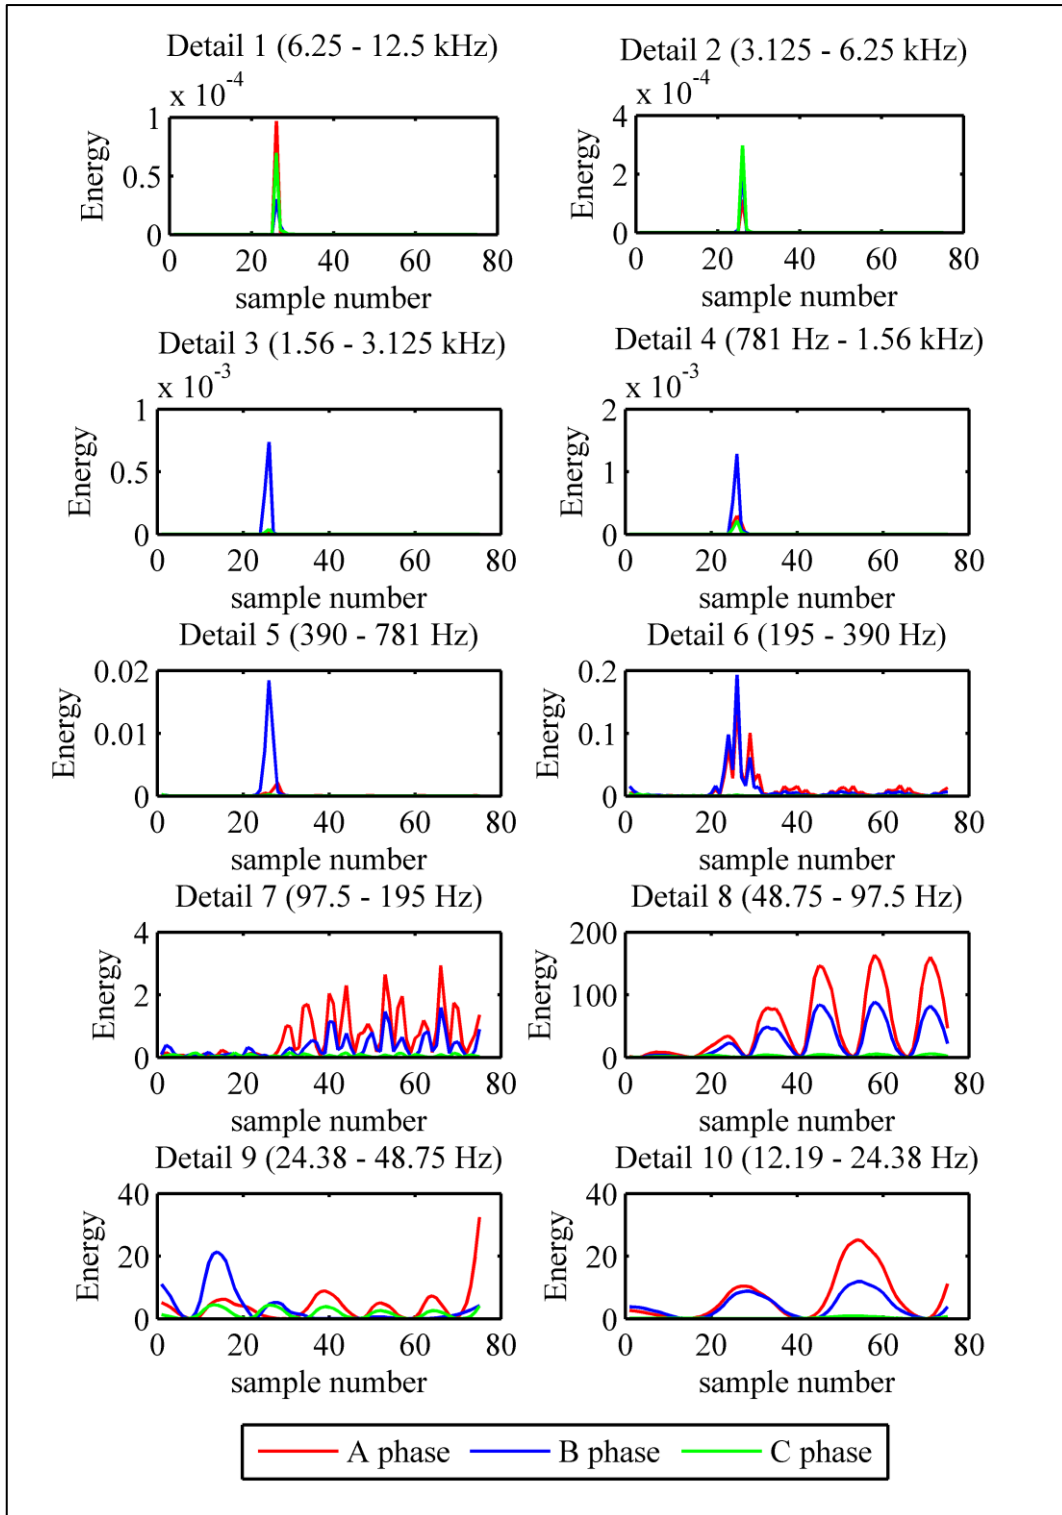 Detail 1 (6.25 - 12.5 kHz)
x 10^-4
1
0.5
0
Energy
0 20 40 60 80
sample number
Detail 2 (3.125 - 6.25 kHz)
x 10^-4
4
2
0
Energy
0 20 40 60 80
sample number
Detail 3 (1.56 - 3.125 kHz)
x 10^-3
1
0.5
0
Energy
0 20 40 60 80
sample number
Detail 4 (781 Hz - 1.56 kHz)
x 10^-3
2
1
0
Energy
0 20 40 60 80
sample number
Detail 5 (390 - 781 Hz)
0.02
0.01
0
Energy
0 20 40 60 80
sample number
Detail 6 (195 - 390 Hz)
0.2
0.1
0
Energy
0 20 40 60 80
sample number
Detail 7 (97.5 - 195 Hz)
4
2
0
Energy
0 20 40 60 80
sample number
Detail 8 (48.75 - 97.5 Hz)
200
100
0
Energy
0 20 40 60 80
sample number
Detail 9 (24.38 - 48.75 Hz)
40
20
0
Energy
0 20 40 60 80
sample number
Detail 10 (12.19 - 24.38 Hz)
40
20
0
Energy
0 20 40 60 80
sample number
A phase B phase C phase